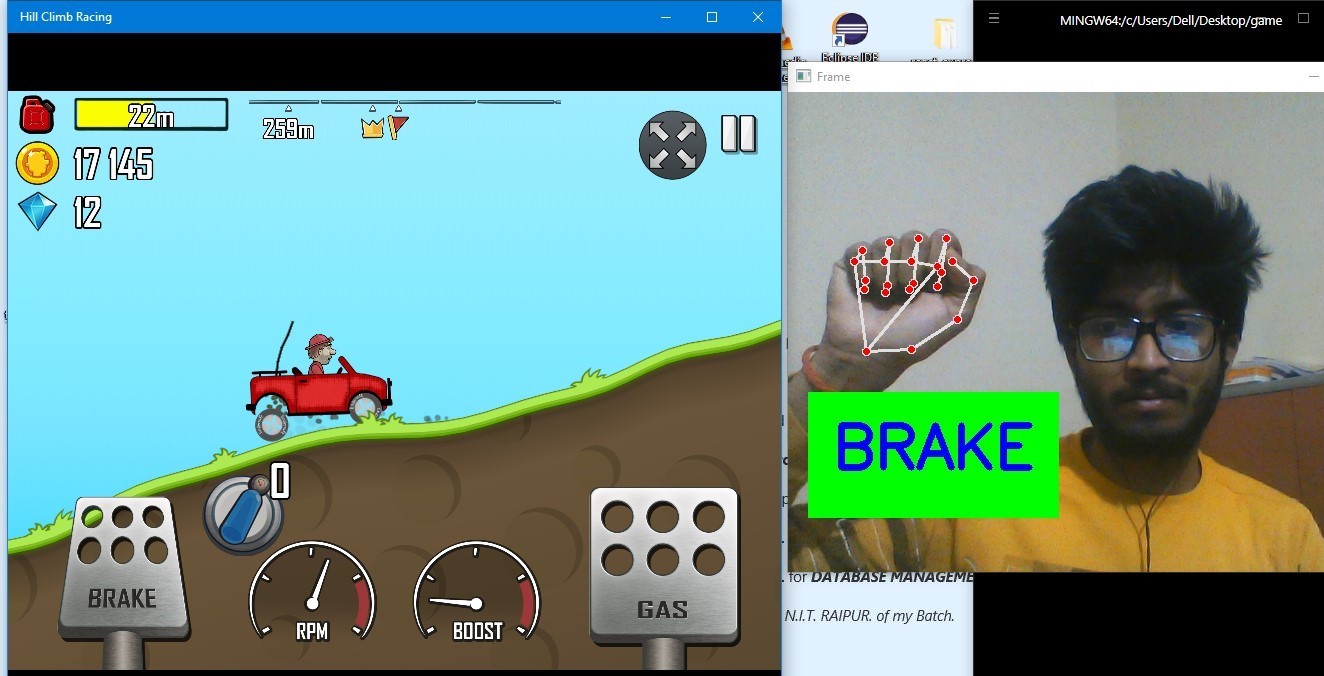 Hill Climb Racing
22m
259m
17 145
12
0
BRAKE
RPM
BOOST
GAS
Eclipse IDE
MINGW64:/c/Users/Dell/Desktop/game
Frame
BRAKE
. for DATABASE MANAGEME
N.I.T. RAIPUR. of my Batch.